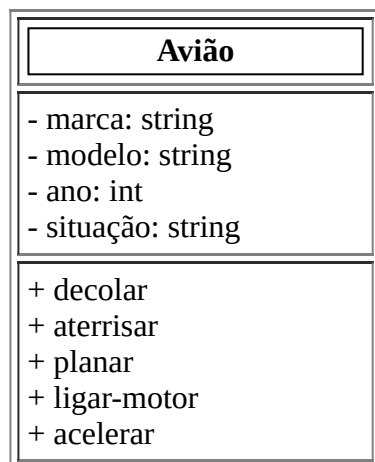 Avião
- marca: string
- modelo: string
- ano: int
- situação: string
+ decolar
+ aterrisar
+ planar
+ ligar-motor
+ acelerar